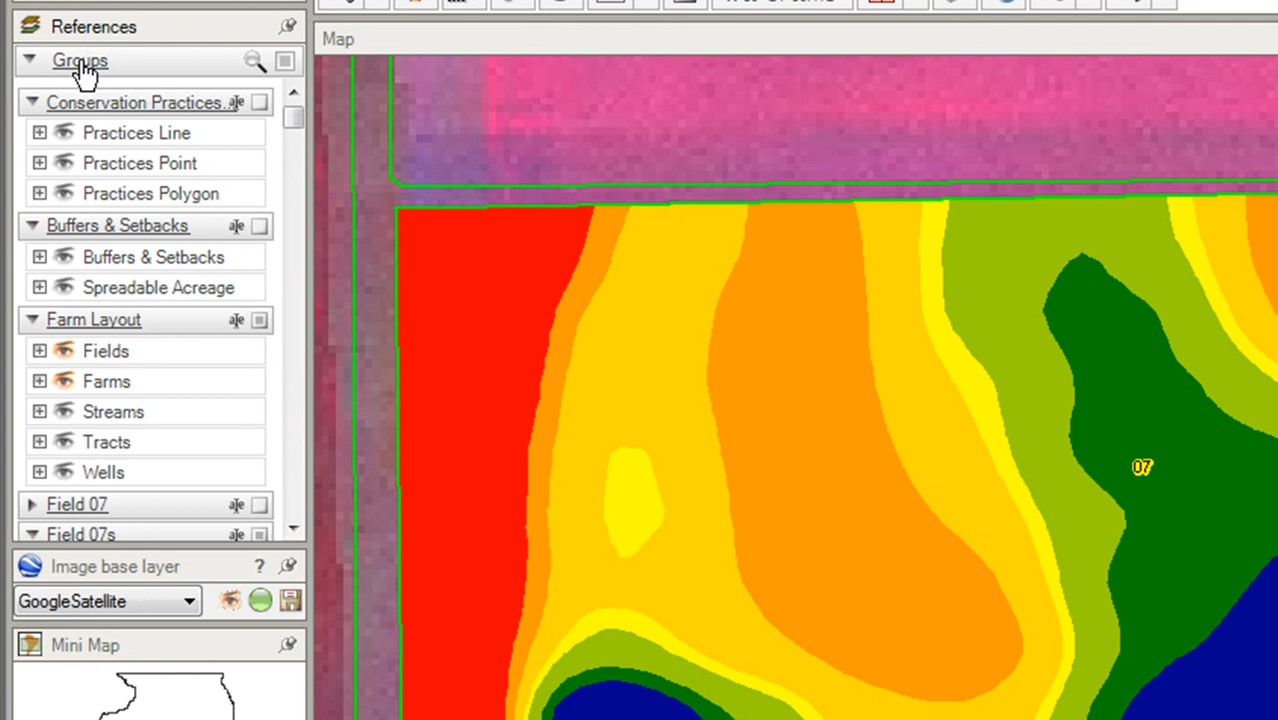 References
Groups
Conservation Practices..
Practices Line
Practices Point
Practices Polygon
Buffers & Setbacks
Buffers & Setbacks
Spreadable Acreage
Farm Layout
Fields
Farms
Streams
Tracts
Wells
Field 07
Field 07s
Image base layer ?
GoogleSatellite
Mini Map
Map
07